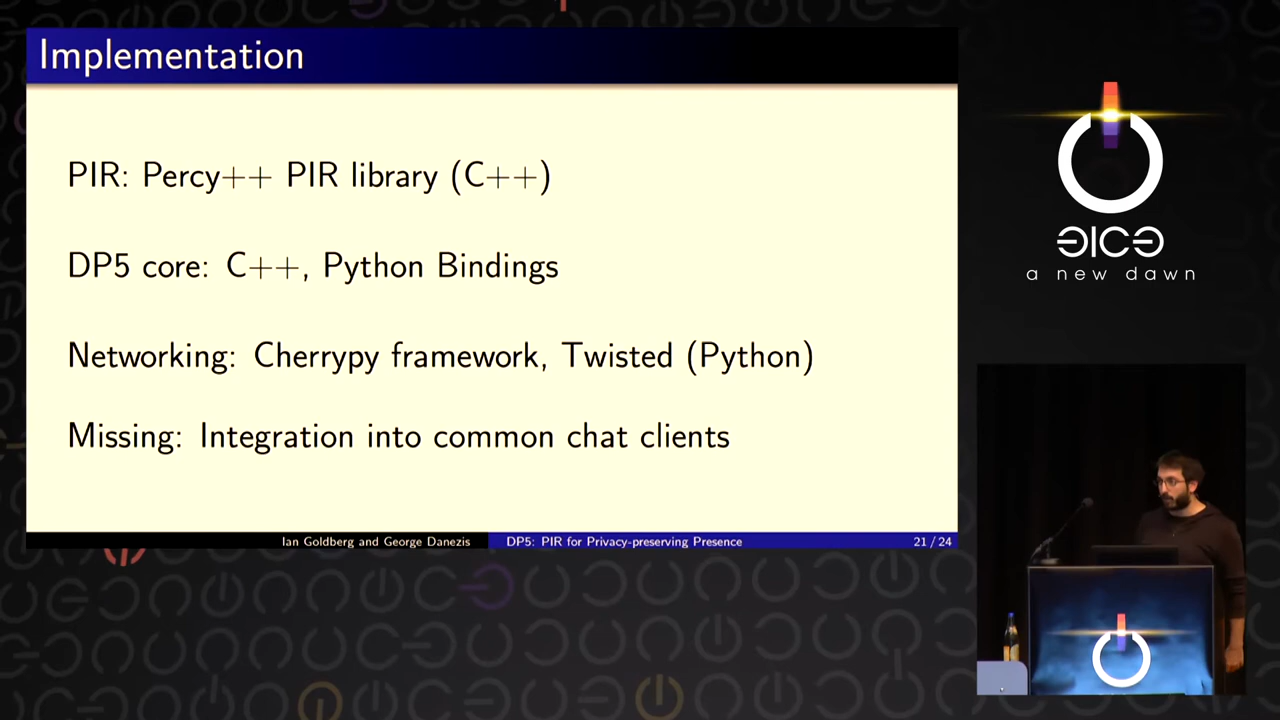 Implementation
PIR: Percy++ PIR library (C++)
DP5 core: C++, Python Bindings
Networking: Cherrypy framework, Twisted (Python)
Missing: Integration into common chat clients
Ian Goldberg and George Danezis
DP5: PIR for Privacy-preserving Presence
21 / 24
a new dawn